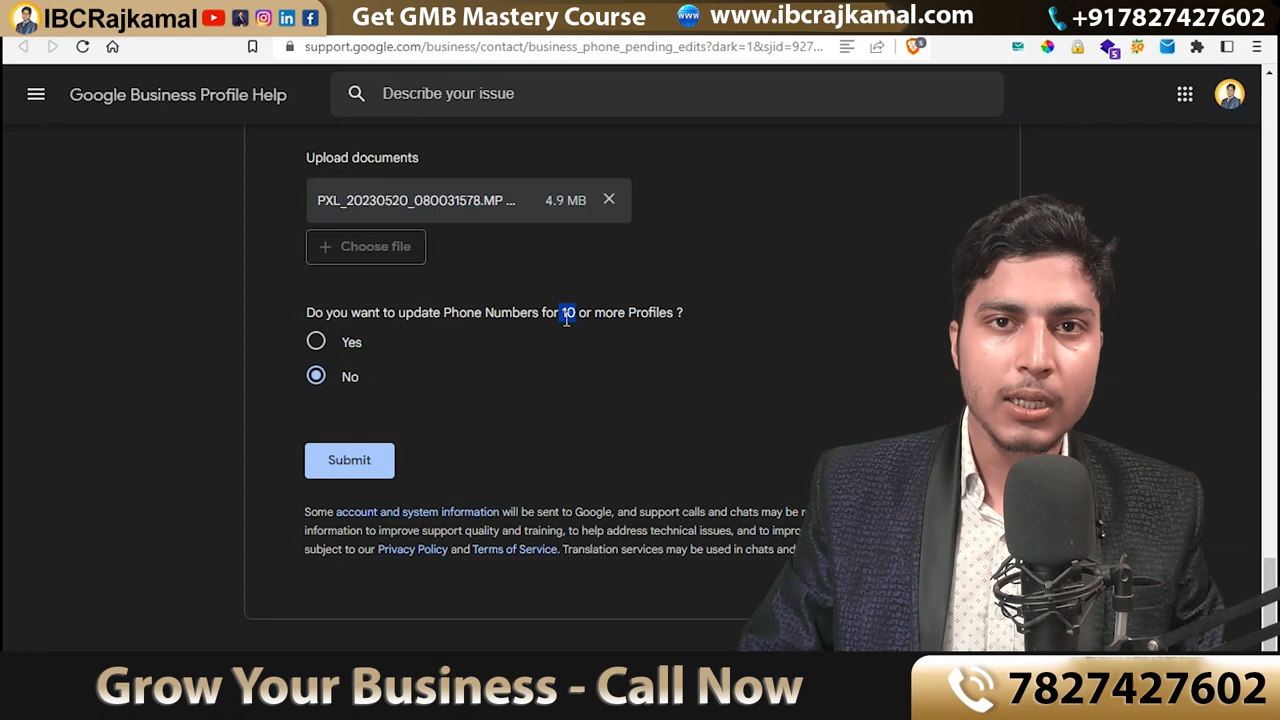 IBCRajkamal
Get GMB Mastery Course
www.ibcrajkamal.com
+917827427602
support.google.com/business/contact/business_phone_pending_edits?dark=1&sjid=927...
Google Business Profile Help
Describe your issue
Upload documents
PXL_20230520_080031578.MP ... 4.9 MB
+ Choose file
Do you want to update Phone Numbers for 10 or more Profiles ?
Yes
No
Submit
Some account and system information will be sent to Google, and support calls and chats may be
information to improve support quality and training, to help address technical issues, and to
subject to our Privacy Policy and Terms of Service. Translation services may be used in chats and
Grow Your Business - Call Now
7827427602